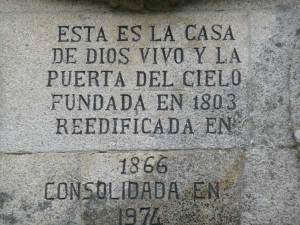 ESTA ES LA CASA
DE DIOS VIVO Y LA
PUERTA DEL CIELO
FUNDADA EN 1803
REEDIFICADA EN
1866
CONSOLIDADA EN
1974